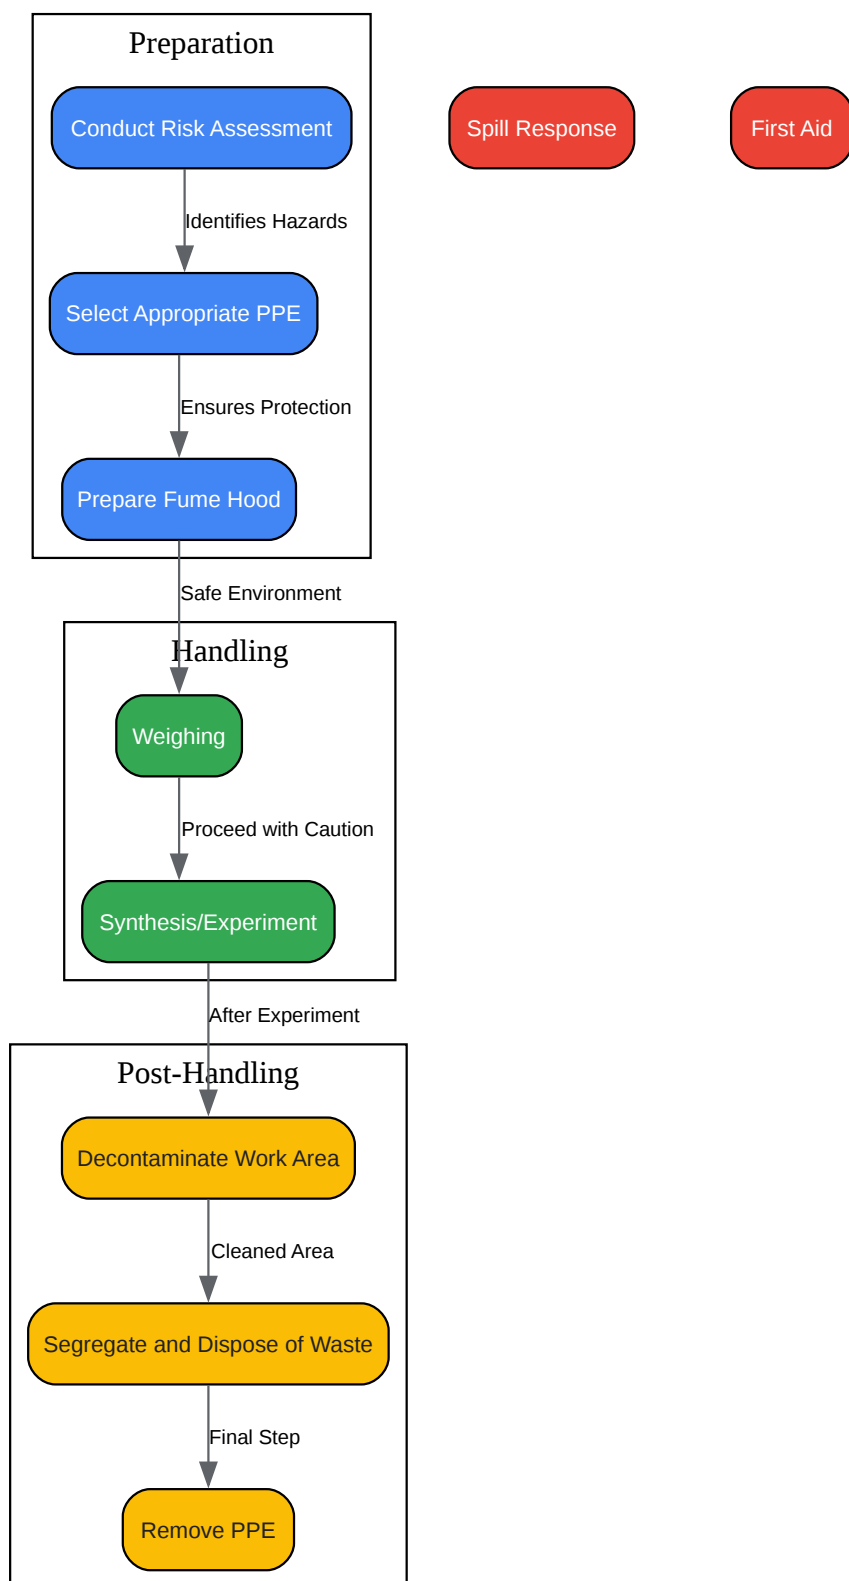 Preparation
Conduct Risk Assessment
Spill Response
First Aid
Identifies Hazards
Select Appropriate PPE
Ensures Protection
Prepare Fume Hood
Safe Environment
Handling
Weighing
Proceed with Caution
Synthesis/Experiment
After Experiment
Post-Handling
Decontaminate Work Area
Cleaned Area
Segregate and Dispose of Waste
Final Step
Remove PPE